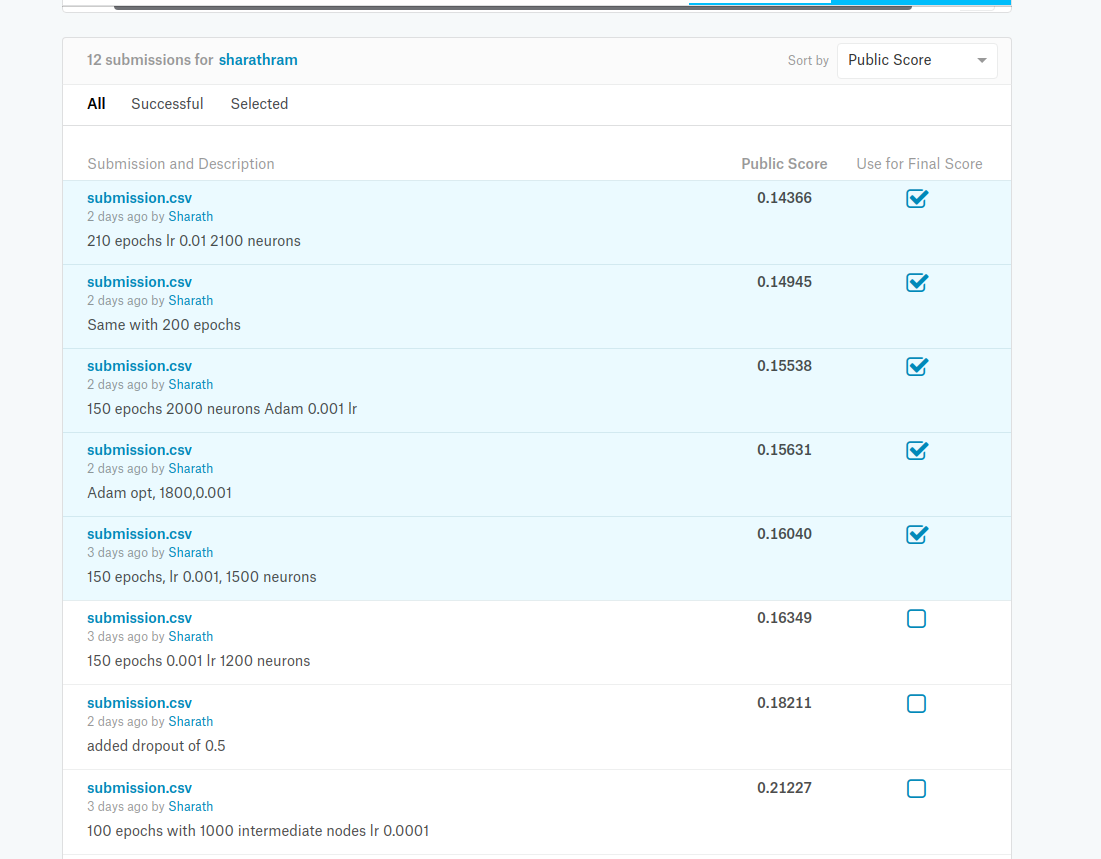 12 submissions for sharathram
Sort by
Public Score
All
Successful
Selected
Submission and Description
Public Score
Use for Final Score
submission.csv
0.14366
2 days ago by Sharath
210 epochs lr 0.01 2100 neurons
submission.csv
0.14945
2 days ago by Sharath
Same with 200 epochs
submission.csv
0.15538
2 days ago by Sharath
150 epochs 2000 neurons Adam 0.001 lr
submission.csv
0.15631
2 days ago by Sharath
Adam opt, 1800,0.001
submission.csv
0.16040
3 days ago by Sharath
150 epochs, lr 0.001, 1500 neurons
submission.csv
0.16349
3 days ago by Sharath
150 epochs 0.001 lr 1200 neurons
submission.csv
0.18211
2 days ago by Sharath
added dropout of 0.5
submission.csv
0.21227
3 days ago by Sharath
100 epochs with 1000 intermediate nodes lr 0.0001